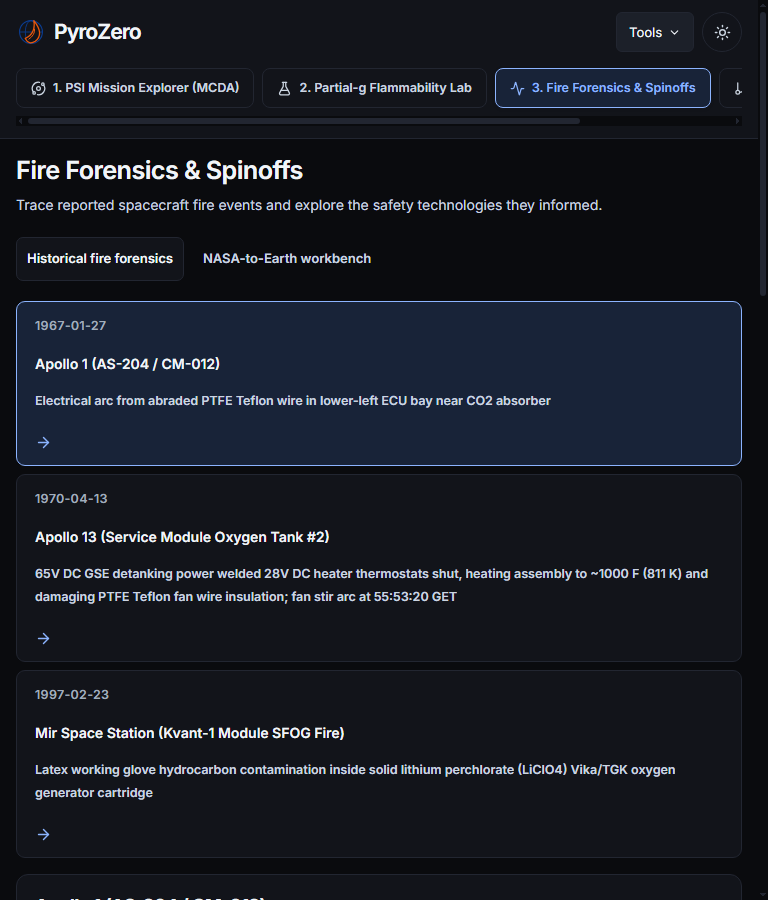 PyroZero
Tools
1. PSI Mission Explorer (MCDA)
2. Partial-g Flammability Lab
3. Fire Forensics & Spinoffs
Fire Forensics & Spinoffs
Trace reported spacecraft fire events and explore the safety technologies they informed.
Historical fire forensics
NASA-to-Earth workbench
1967-01-27
Apollo 1 (AS-204 / CM-012)
Electrical arc from abraded PTFE Teflon wire in lower-left ECU bay near CO2 absorber
1970-04-13
Apollo 13 (Service Module Oxygen Tank #2)
65V DC GSE detanking power welded 28V DC heater thermostats shut, heating assembly to ~1000 F (811 K) and
damaging PTFE Teflon fan wire insulation; fan stir arc at 55:53:20 GET
1997-02-23
Mir Space Station (Kvant-1 Module SFOG Fire)
Latex working glove hydrocarbon contamination inside solid lithium perchlorate (LiClO4) Vika/TGK oxygen
generator cartridge